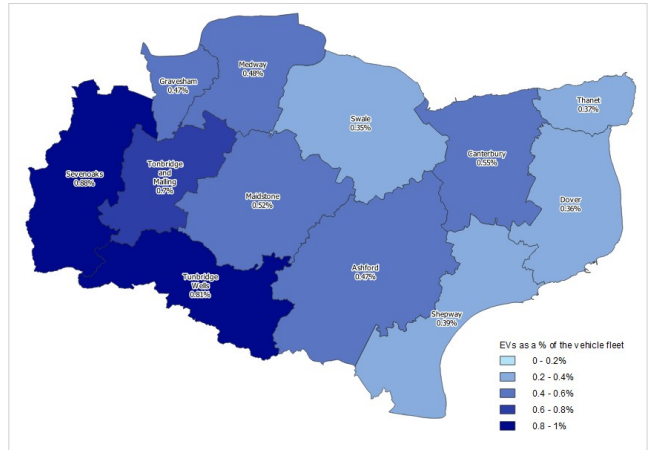 Medway
0.48%
Gravesham
0.47%
Thanet
0.37%
Swale
0.35%
Canterbury
0.55%
Sevenoaks
0.88%
Tonbridge
and
Malling
0.7%
Maidstone
0.52%
Dover
0.36%
Ashford
0.47%
Tunbridge
Wells
0.81%
Shepway
0.39%
EVs as a % of the vehicle fleet
0 - 0.2%
0.2 - 0.4%
0.4 - 0.6%
0.6 - 0.8%
0.8 - 1%